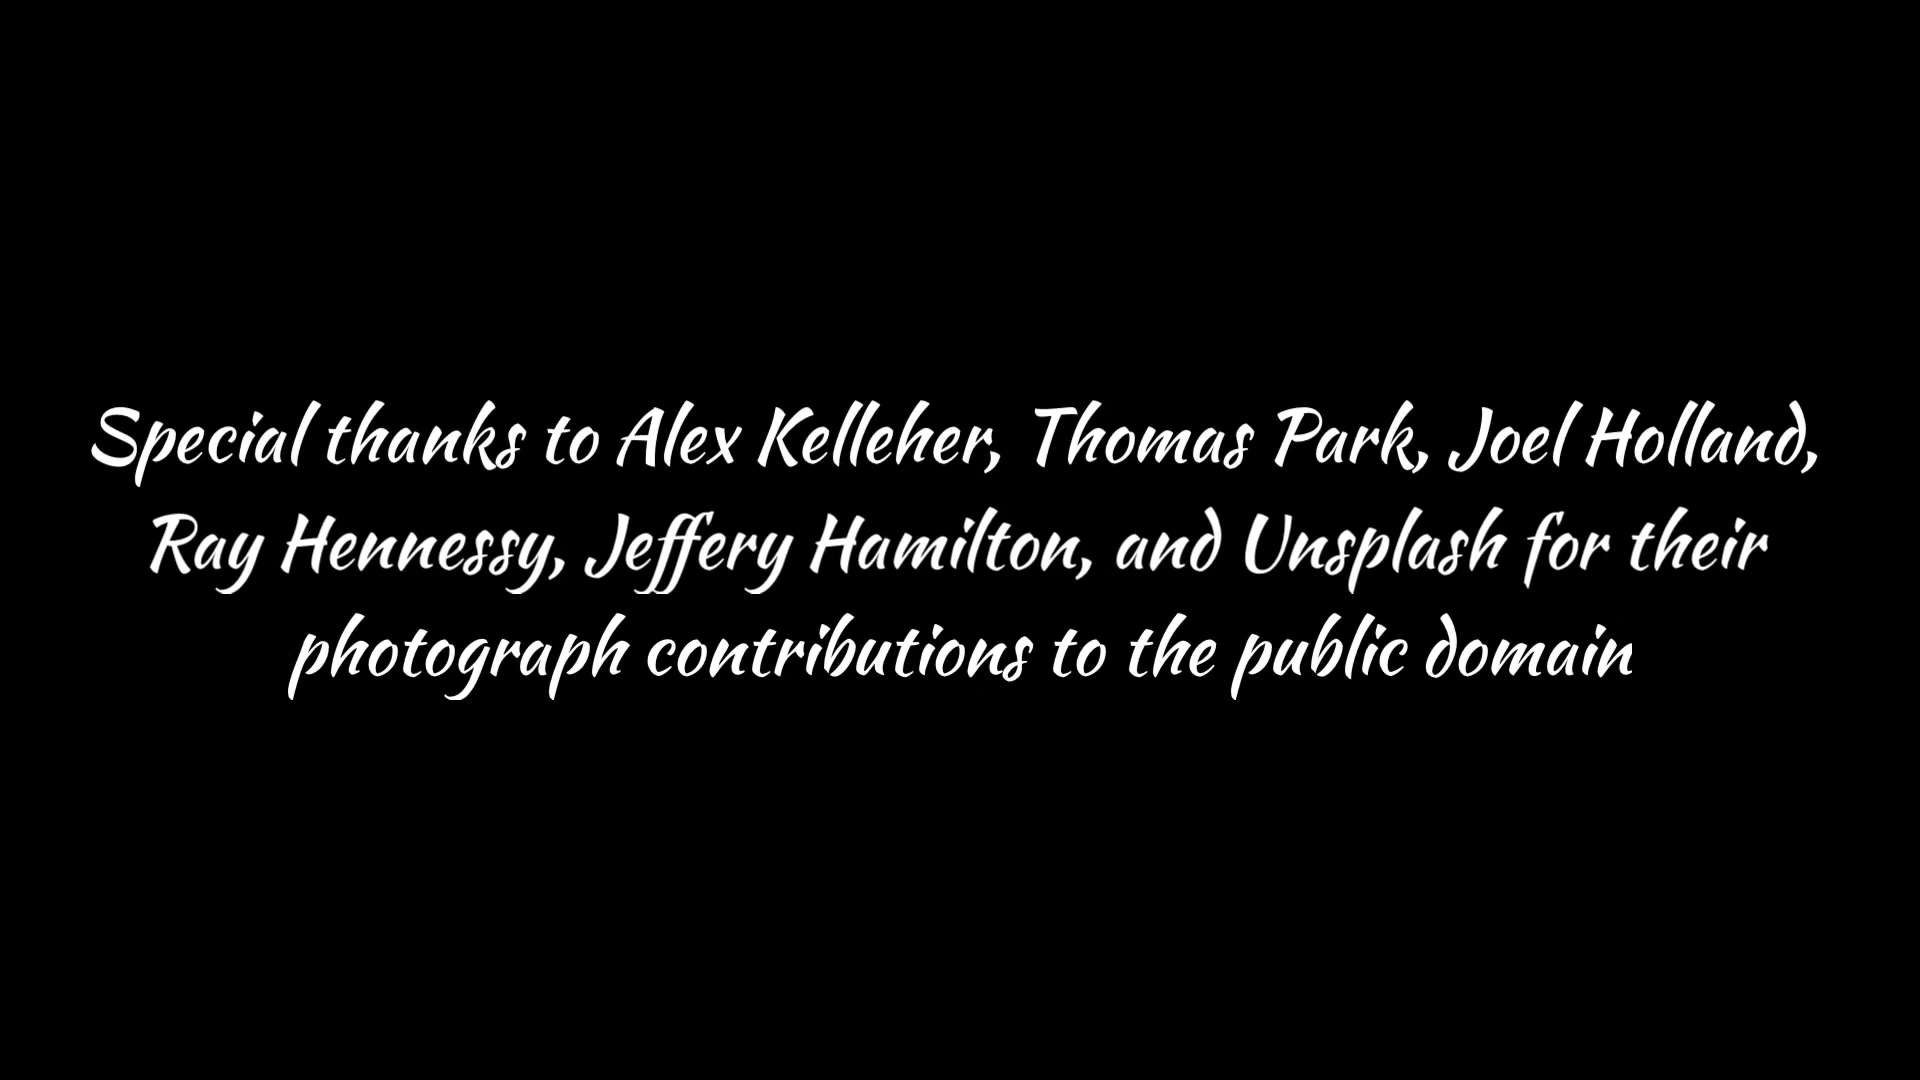 Special thanks to Alex Kelleher, Thomas Park, Joel Holland,
Ray Hennessy, Jeffery Hamilton, and Unsplash for their
photograph contributions to the public domain